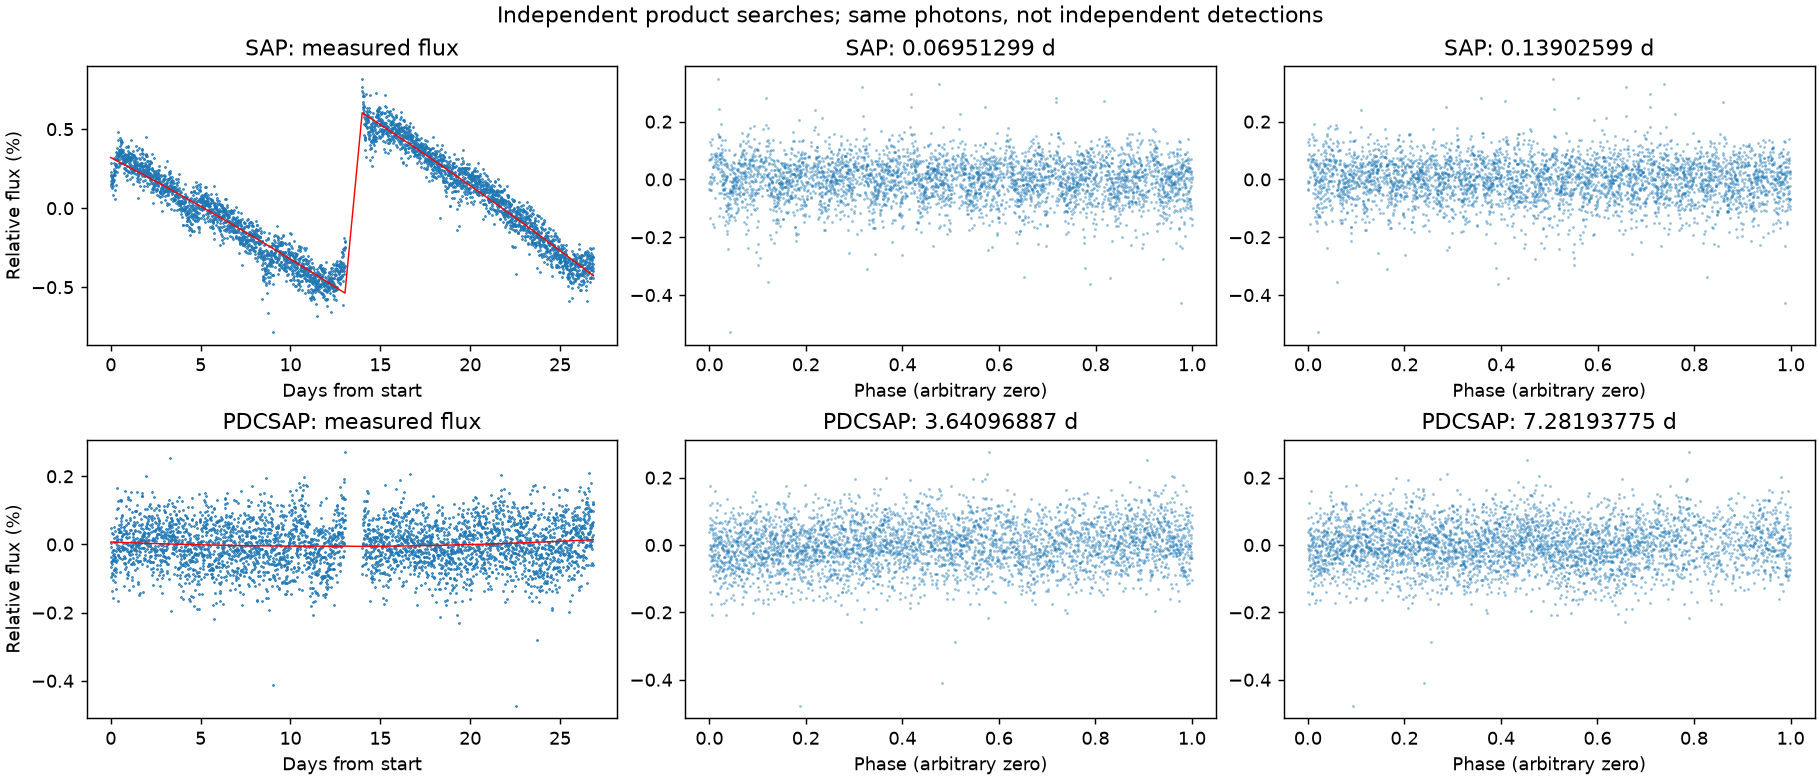 Independent product searches; same photons, not independent detections
SAP: measured flux
SAP: 0.06951299 d
SAP: 0.13902599 d
Relative flux (%)
0.5
0.0
−0.5
0 5 10 15 20 25
Days from start
0.2
0.0
−0.2
−0.4
0.0 0.2 0.4 0.6 0.8 1.0
Phase (arbitrary zero)
0.2
0.0
−0.2
−0.4
0.0 0.2 0.4 0.6 0.8 1.0
Phase (arbitrary zero)
PDCSAP: measured flux
PDCSAP: 3.64096887 d
PDCSAP: 7.28193775 d
Relative flux (%)
0.2
0.0
−0.2
−0.4
0 5 10 15 20 25
Days from start
0.2
0.0
−0.2
−0.4
0.0 0.2 0.4 0.6 0.8 1.0
Phase (arbitrary zero)
0.2
0.0
−0.2
−0.4
0.0 0.2 0.4 0.6 0.8 1.0
Phase (arbitrary zero)